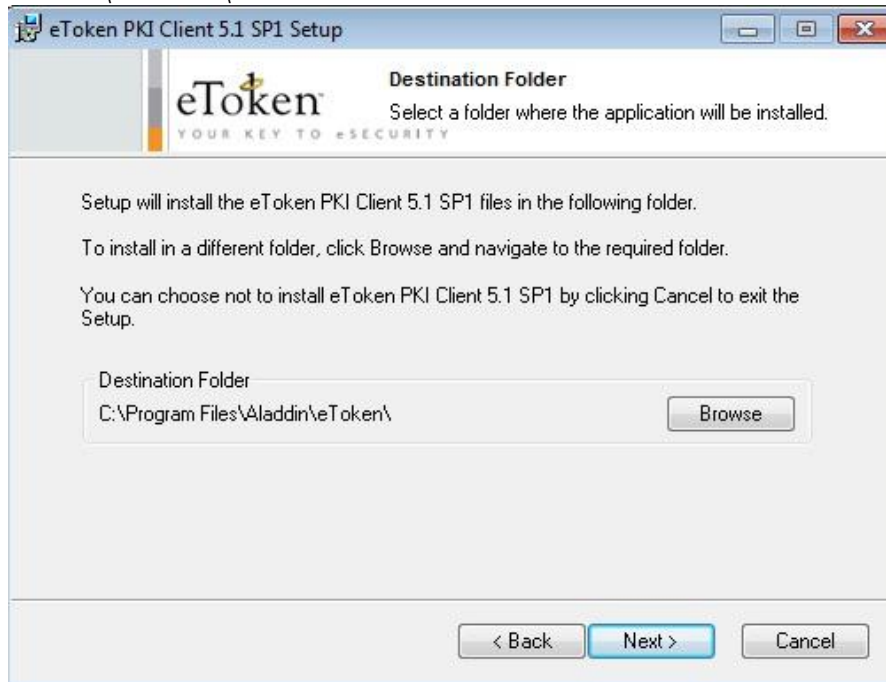 eToken PKI Client 5.1 SP1 Setup
eToken
YOUR KEY TO eSECURITY
Destination Folder
Select a folder where the application will be installed.
Setup will install the eToken PKI Client 5.1 SP1 files in the following folder.
To install in a different folder, click Browse and navigate to the required folder.
You can choose not to install eToken PKI Client 5.1 SP1 by clicking Cancel to exit the
Setup.
Destination Folder
C:\Program Files\Aladdin\eToken\
Browse
< Back
Next >
Cancel